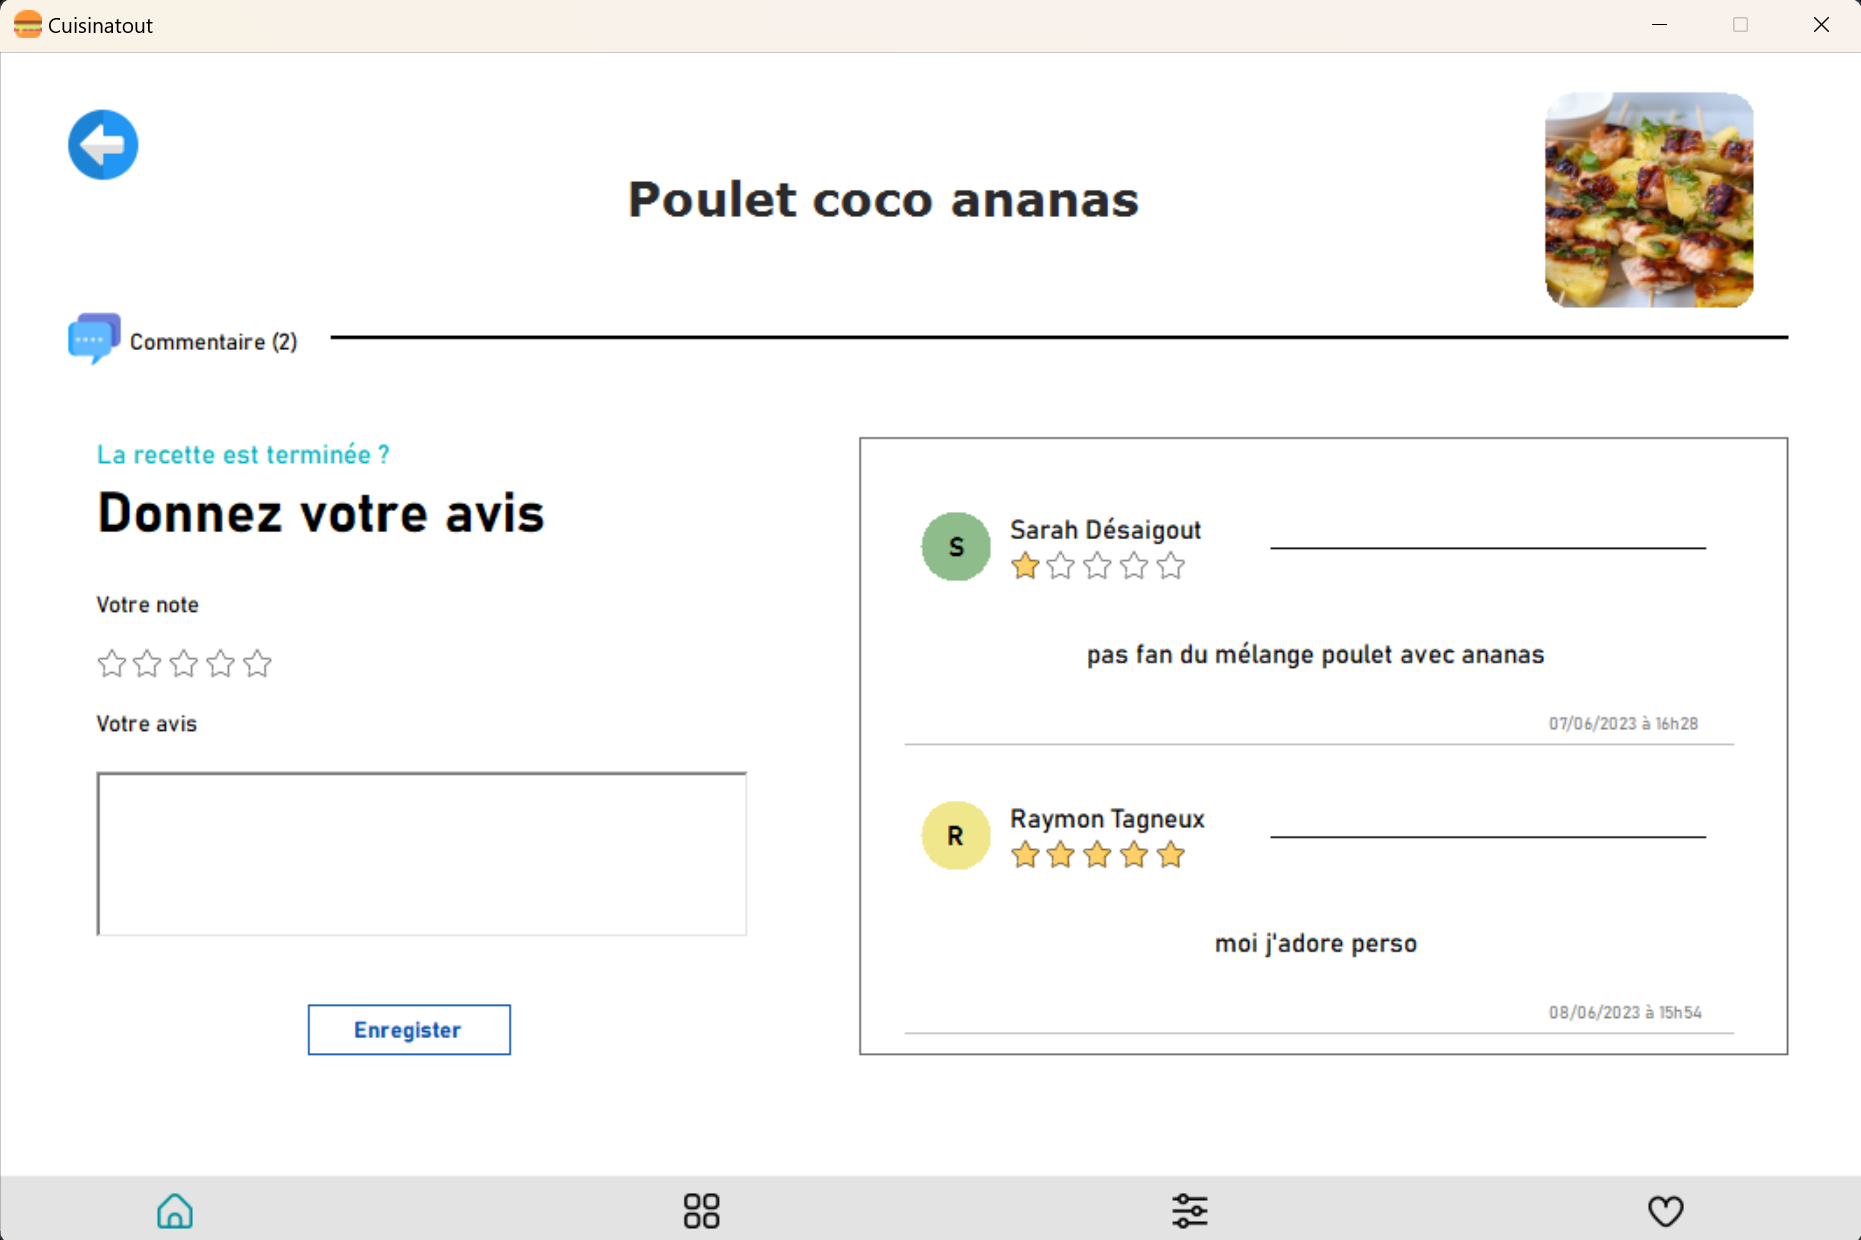 Cuisinatout
Poulet coco ananas
Commentaire (2)
La recette est terminée ?
Donnez votre avis
Votre note
Votre avis
Enregister
S
Sarah Désaigout
pas fan du mélange poulet avec ananas
07/06/2023 à 16h28
R
Raymon Tagneux
moi j'adore perso
08/06/2023 à 15h54